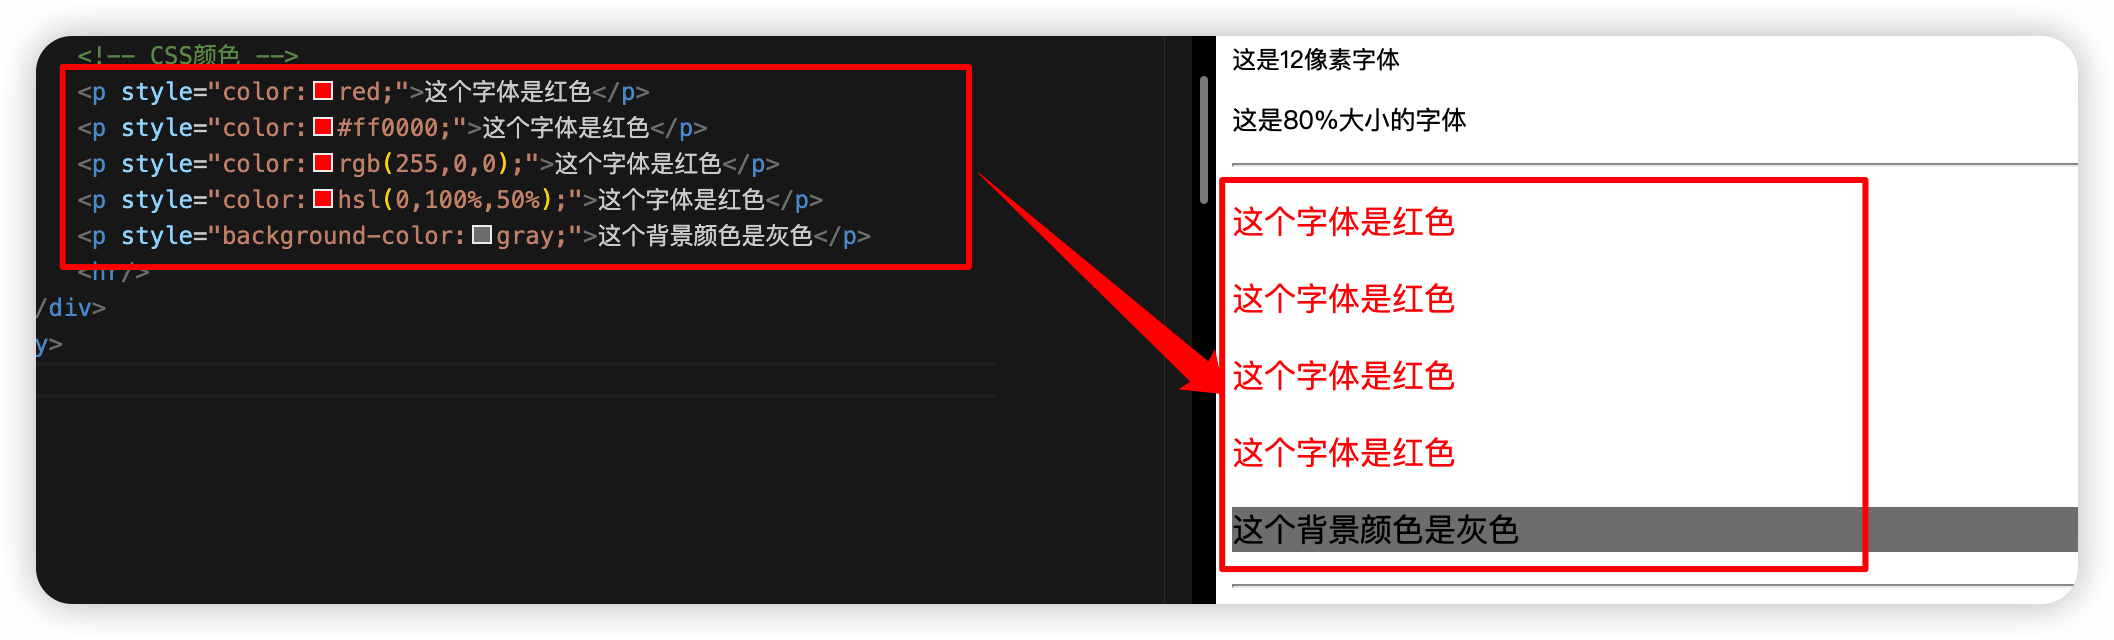 <!-- CSS颜色 -->
<p style="color:red;">这个字体是红色</p>
<p style="color:#ff0000;">这个字体是红色</p>
<p style="color:rgb(255,0,0);">这个字体是红色</p>
<p style="color:hsl(0,100%,50%);">这个字体是红色</p>
<p style="background-color:gray;">这个背景颜色是灰色</p>
<hr/>
/div>
y>
这是12像素字体
这是80%大小的字体
这个字体是红色
这个字体是红色
这个字体是红色
这个字体是红色
这个背景颜色是灰色